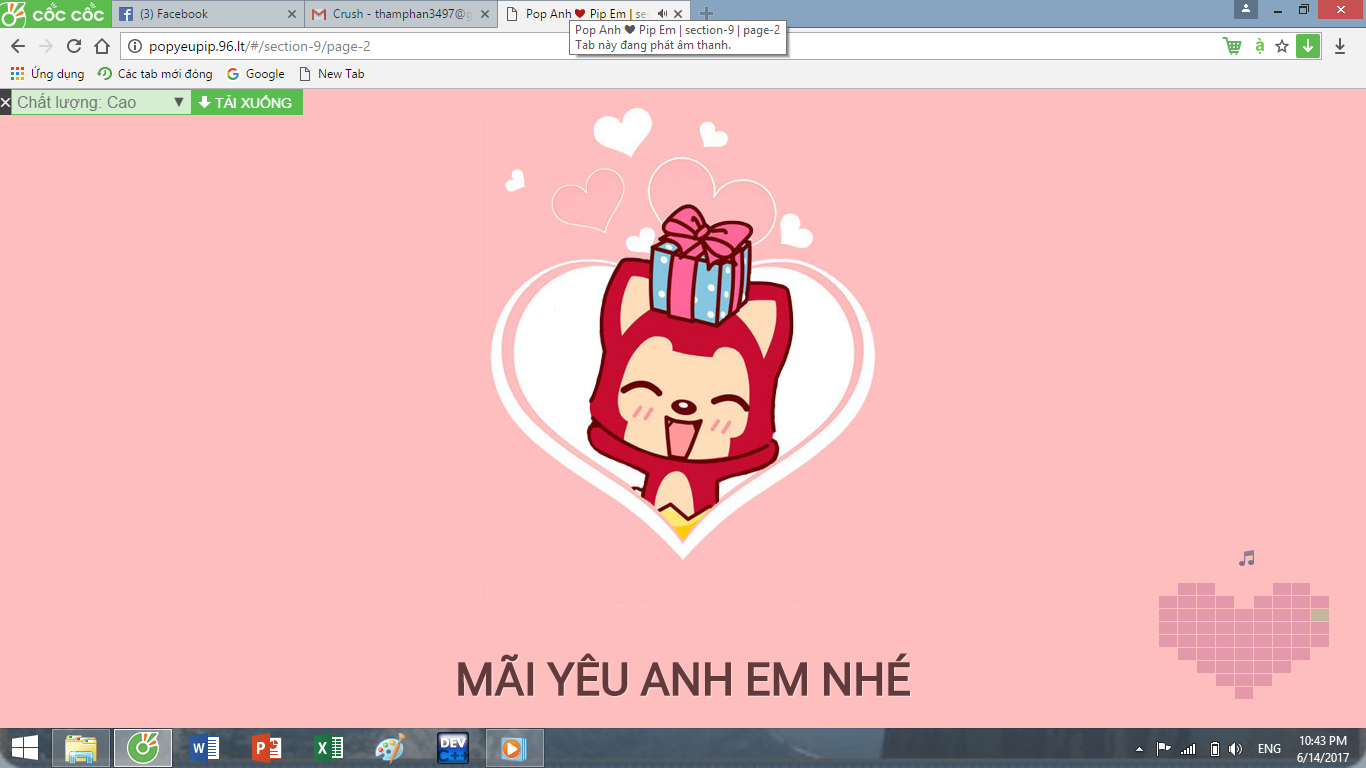 CỐC CỐC
(3) Facebook
Crush - thamphan3497@g
Pop Anh ❤ Pip Em | se
Pop Anh ❤ Pip Em | section-9 | page-2
Tab này đang phát âm thanh.
popyeupip.96.lt/#/section-9/page-2
Ứng dụng
Các tab mới đóng
Google
New Tab
Chất lượng: Cao
TẢI XUỐNG
MÃI YÊU ANH EM NHÉ
DEV
C++
ENG
10:43 PM
6/14/2017